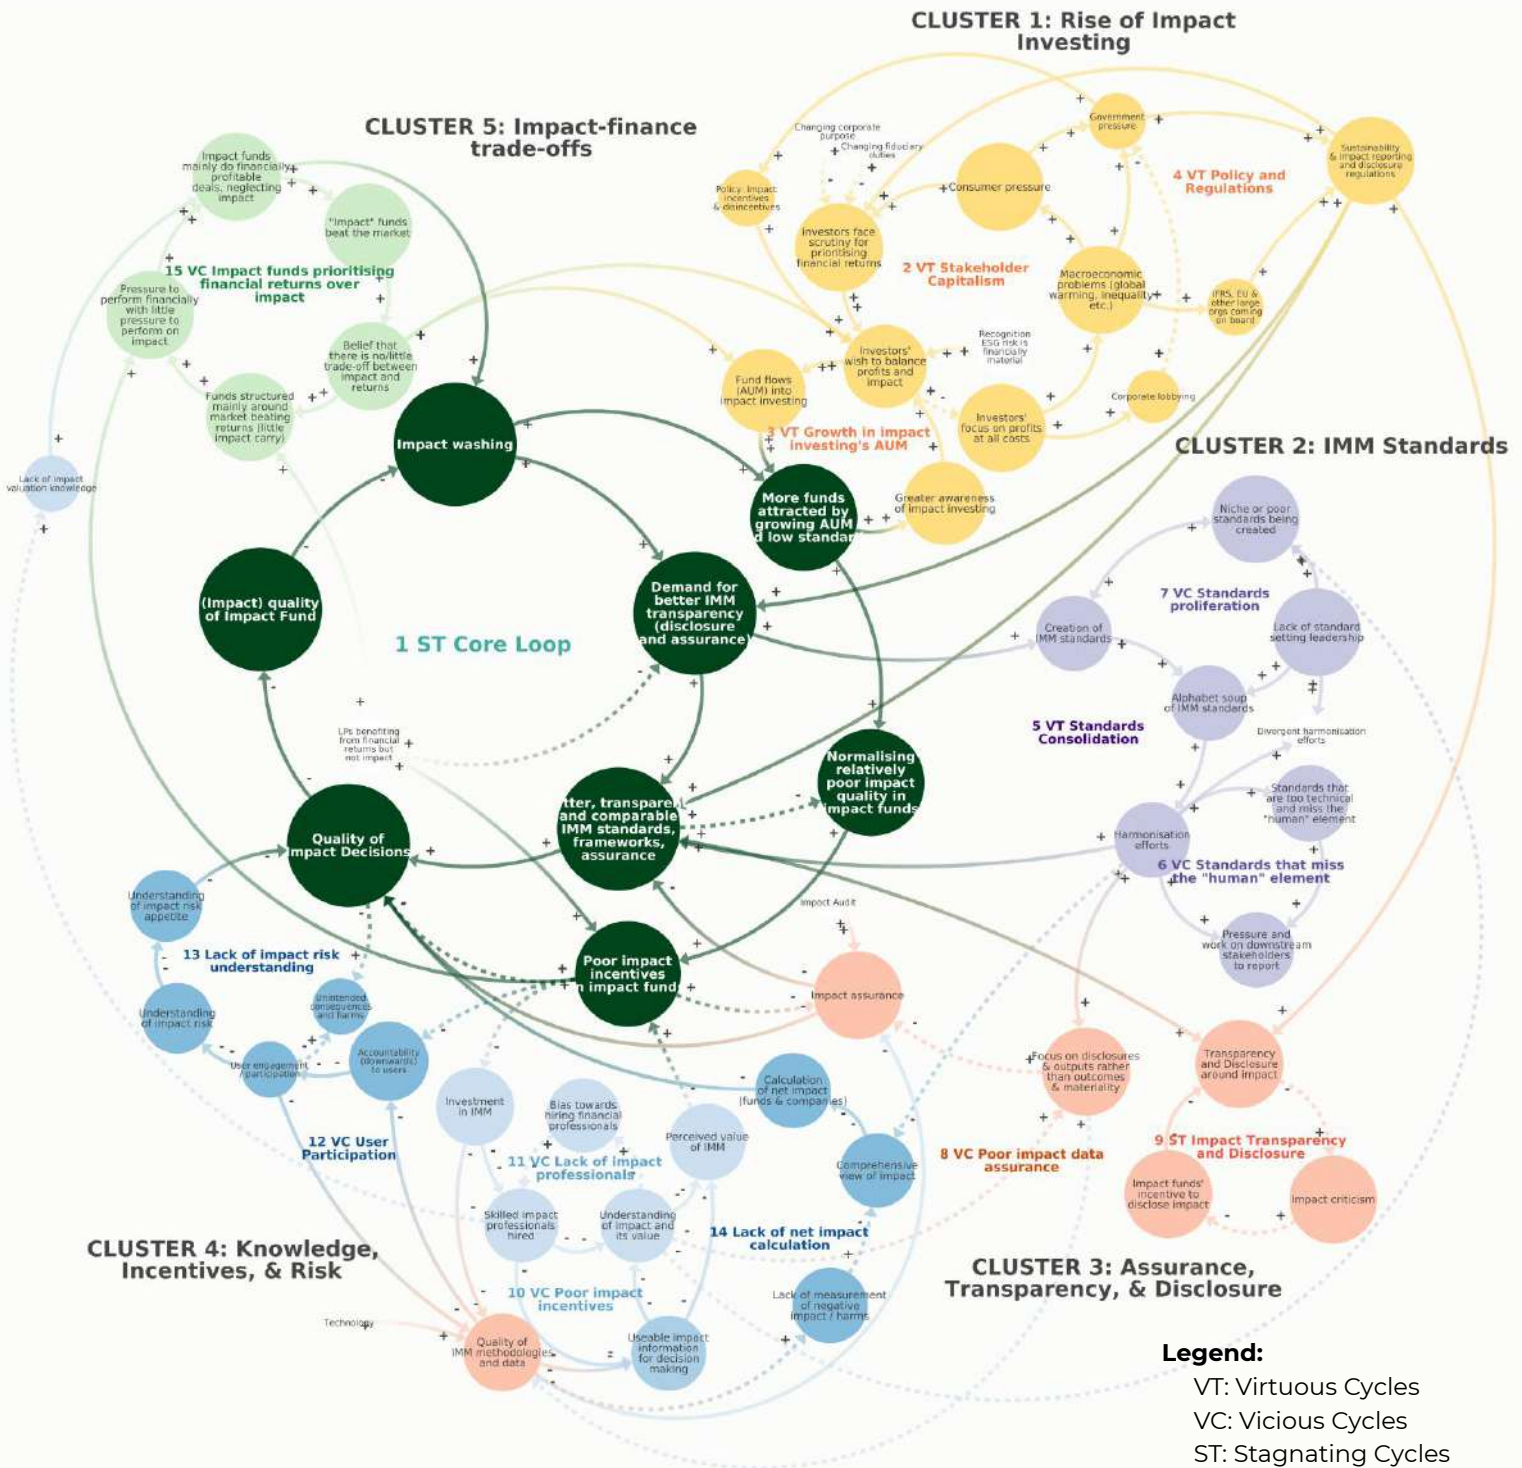 CLUSTER 1: Rise of Impact
Investing
CLUSTER 5: Impact-finance
trade-offs
Impact funds
mainly do financially
profitable
deals, neglecting
impact
"Impact" funds
beat the market
15 VC Impact funds prioritising
financial returns over
impact
Pressure to
perform financially
with little
pressure to
perform on
impact
Belief that
there is no/little
trade-off between
impact and
returns
Funds structured
mainly around
market beating
returns (little
impact carry)
Lack of impact
valuation knowledge
Changing corporate
purpose
Changing fiduciary
duties
Policy: Impact
incentives
& disincentives
Investors face
scrutiny for
prioritising
financial returns
Consumer pressure
Government
pressure
4 VT Policy and
Regulations
Sustainability
& Impact reporting
and disclosure
regulations
2 VT Stakeholder
Capitalism
Macroeconomic
problems (global
warming, inequality
etc.)
IFRS, EU &
other large
orgs coming
on board
Recognition
ESG risk is
financially
material
Investors'
wish to balance
profits and
impact
Fund flows
(AUM) into
impact investing
Corporate lobbying
Investors'
focus on profits
at all costs
3 VT Growth in impact
investing's AUM
Greater awareness
of impact investing
CLUSTER 2: IMM Standards
Impact washing
More funds
attracted by
growing AUM
d low standar
(Impact) quality
of Impact Fund
1 ST Core Loop
Demand for
better IMM
transparency
(disclosure
and assurance)
LPs benefiting
from financial
returns but
not impact
Normalising
relatively
poor impact
quality in
impact funds
tter, transpare
and comparable
IMM standards,
frameworks,
assurance
Quality of
Impact Decisions
Poor impact
incentives
n impact fund
Niche or poor
standards being
created
7 VC Standards
proliferation
Creation of
IMM standards
Lack of standard
setting leadership
Alphabet soup
of IMM standards
5 VT Standards
Consolidation
Divergent harmonisation
efforts
Standards that
are too technical
and miss the
"human" element
Harmonisation
efforts
6 VC Standards that miss
the "human" element
Pressure and
work on downstream
stakeholders
to report
Impact Audit
Impact assurance
Focus on disclosures
& outputs rather
than outcomes
& materiality
Transparency
and Disclosure
around impact
8 VC Poor impact data
assurance
9 ST Impact Transparency
and Disclosure
Impact funds'
incentive to
disclose impact
Impact criticism
CLUSTER 3: Assurance,
Transparency, & Disclosure
Understanding
of impact risk
appetite
13 Lack of impact risk
understanding
Understanding
of impact risk
Unintended
consequences
and harms
User engagement
/ participation
Accountability
(downwards)
to users
12 VC User
Participation
Investment
in IMM
Bias towards
hiring financial
professionals
Perceived value
of IMM
11 VC Lack of impact
professionals
Skilled impact
professionals
hired
Understanding
of impact and
its value
10 VC Poor impact
incentives
Calculation
of net impact
(funds & companies)
Comprehensive
view of impact
14 Lack of net impact
calculation
Lack of measurement
of negative
impact / harms
Technology
Quality of
IMM methodologies
and data
Useable impact
information
for decision
making
CLUSTER 4: Knowledge,
Incentives, & Risk
Legend:
VT: Virtuous Cycles
VC: Vicious Cycles
ST: Stagnating Cycles